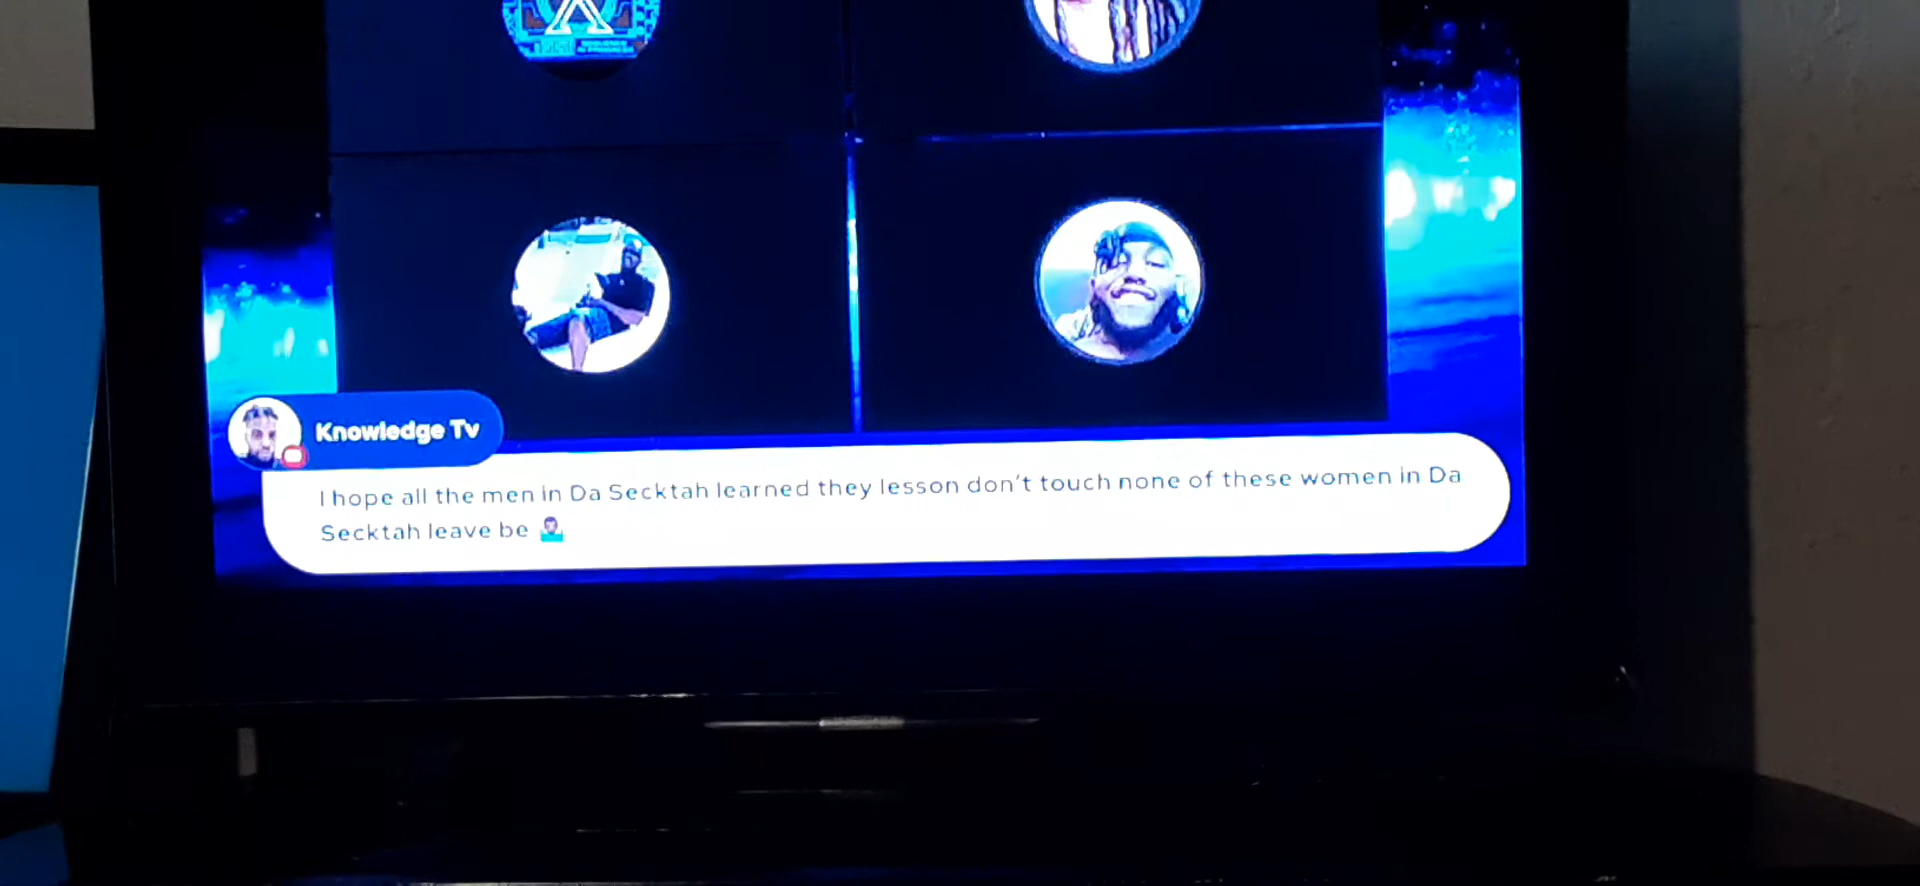 Knowledge Tv
I hope all the men in Da Secktah learned they lesson don't touch none of these women in Da
Secktah leave be 🤷🏾‍♂️